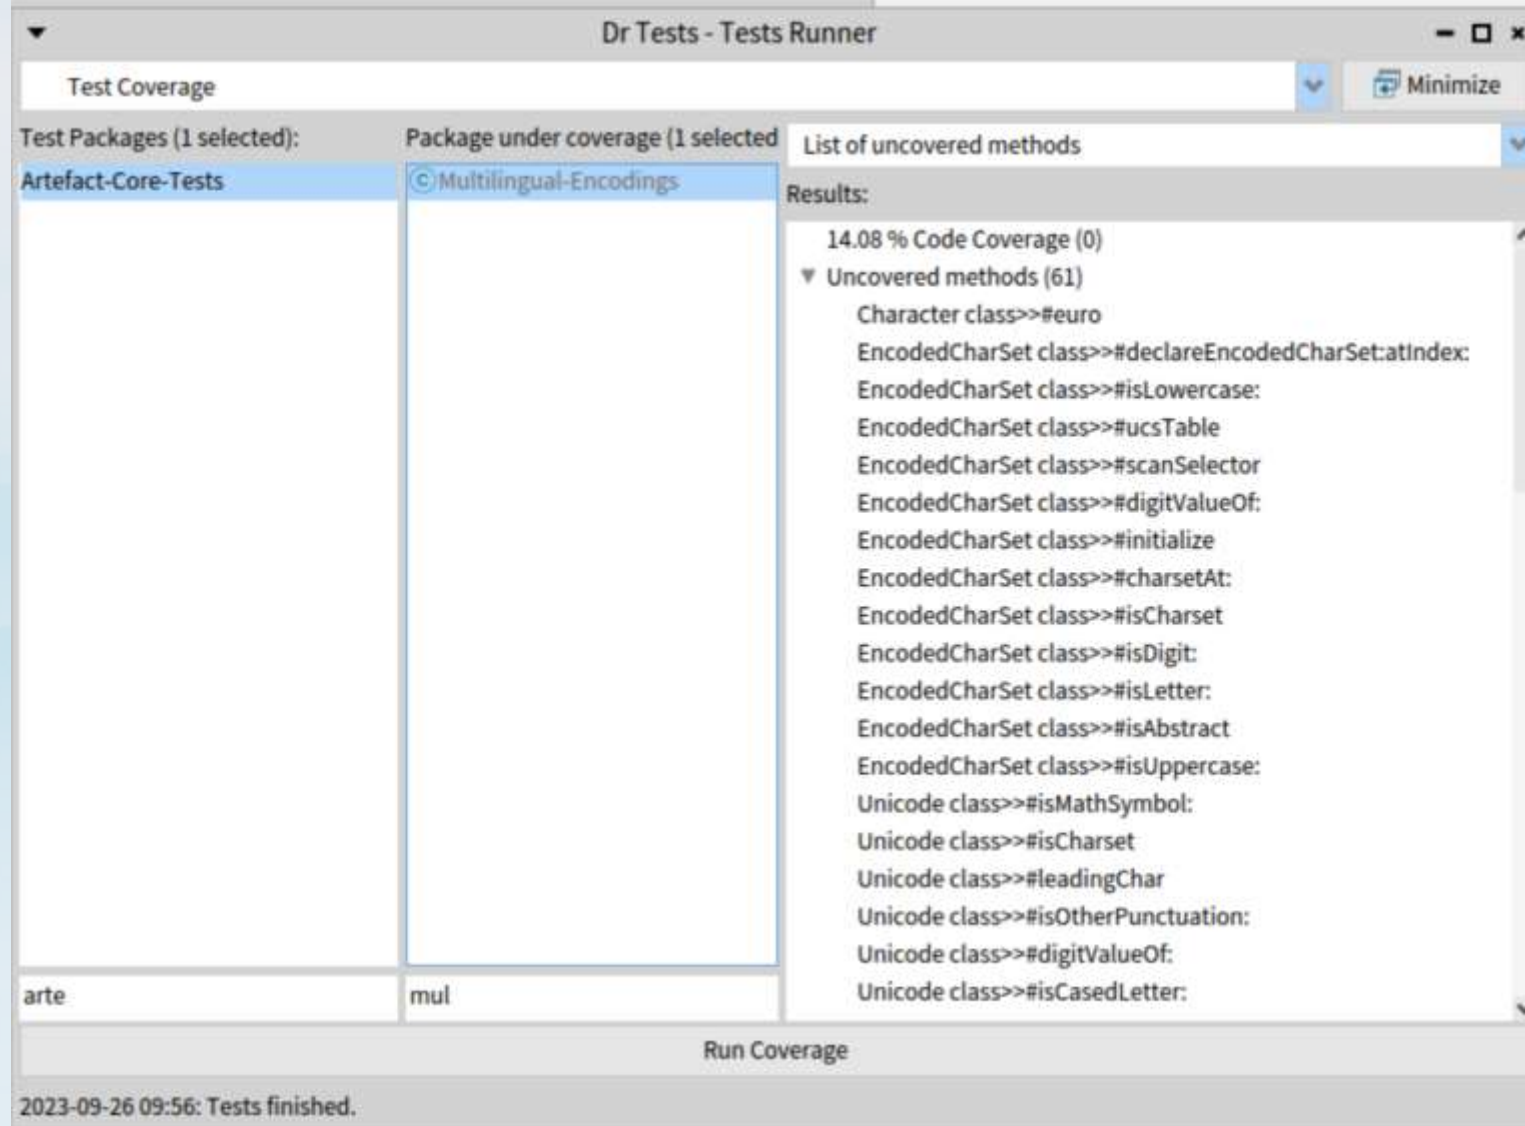 Dr Tests - Tests Runner
Test Coverage
Minimize
Test Packages (1 selected):
Package under coverage (1 selected
List of uncovered methods
Artefact-Core-Tests
Multilingual-Encodings
Results:
14.08 % Code Coverage (0)
Uncovered methods (61)
Character class>>#euro
EncodedCharSet class>>#declareEncodedCharSet:atIndex:
EncodedCharSet class>>#isLowercase:
EncodedCharSet class>>#ucsTable
EncodedCharSet class>>#scanSelector
EncodedCharSet class>>#digitValueOf:
EncodedCharSet class>>#initialize
EncodedCharSet class>>#charsetAt:
EncodedCharSet class>>#isCharset
EncodedCharSet class>>#isDigit:
EncodedCharSet class>>#isLetter:
EncodedCharSet class>>#isAbstract
EncodedCharSet class>>#isUppercase:
Unicode class>>#isMathSymbol:
Unicode class>>#isCharset
Unicode class>>#leadingChar
Unicode class>>#isOtherPunctuation:
Unicode class>>#digitValueOf:
Unicode class>>#isCasedLetter:
arte
mul
Run Coverage
2023-09-26 09:56: Tests finished.